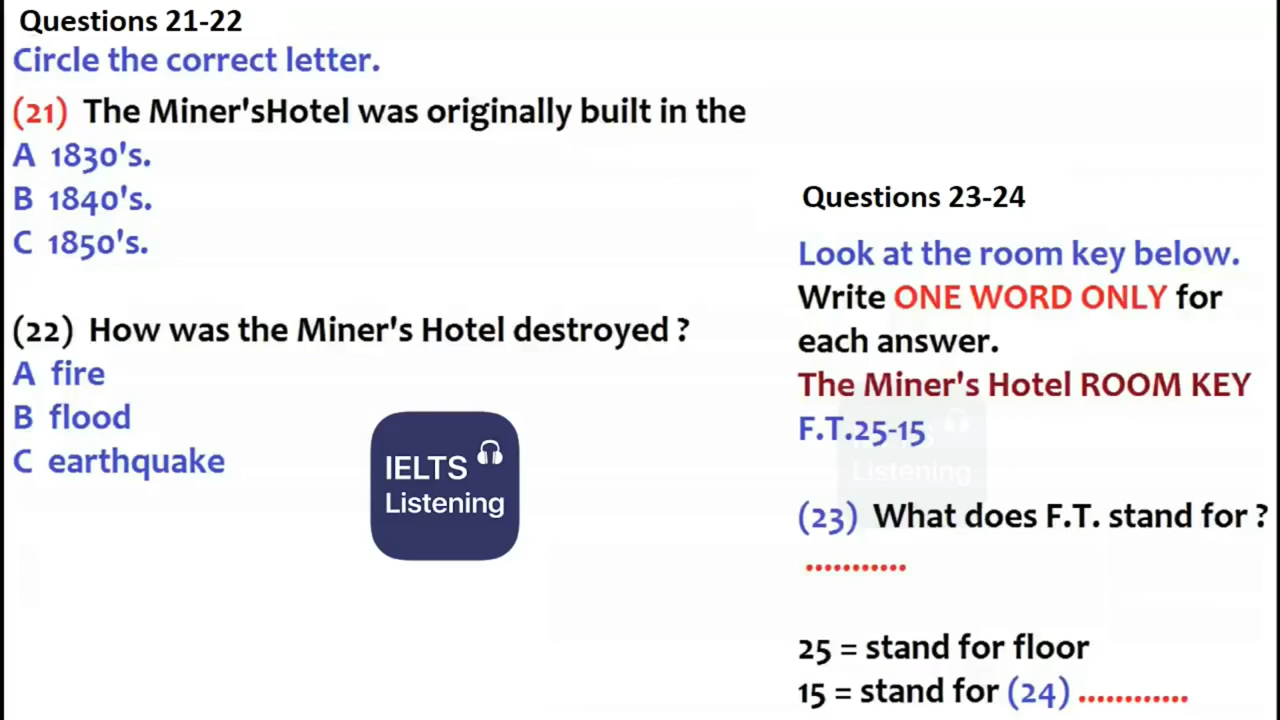 Questions 21-22
Circle the correct letter.
(21) The Miner'sHotel was originally built in the
A 1830's.
B 1840's.
C 1850's.
(22) How was the Miner's Hotel destroyed ?
A fire
B flood
C earthquake
IELTS
Listening
Questions 23-24
Look at the room key below.
Write ONE WORD ONLY for
each answer.
The Miner's Hotel ROOM KEY
F.T.25-15
Listening
(23) What does F.T. stand for ?
...........
25 = stand for floor
15 = stand for (24) ............